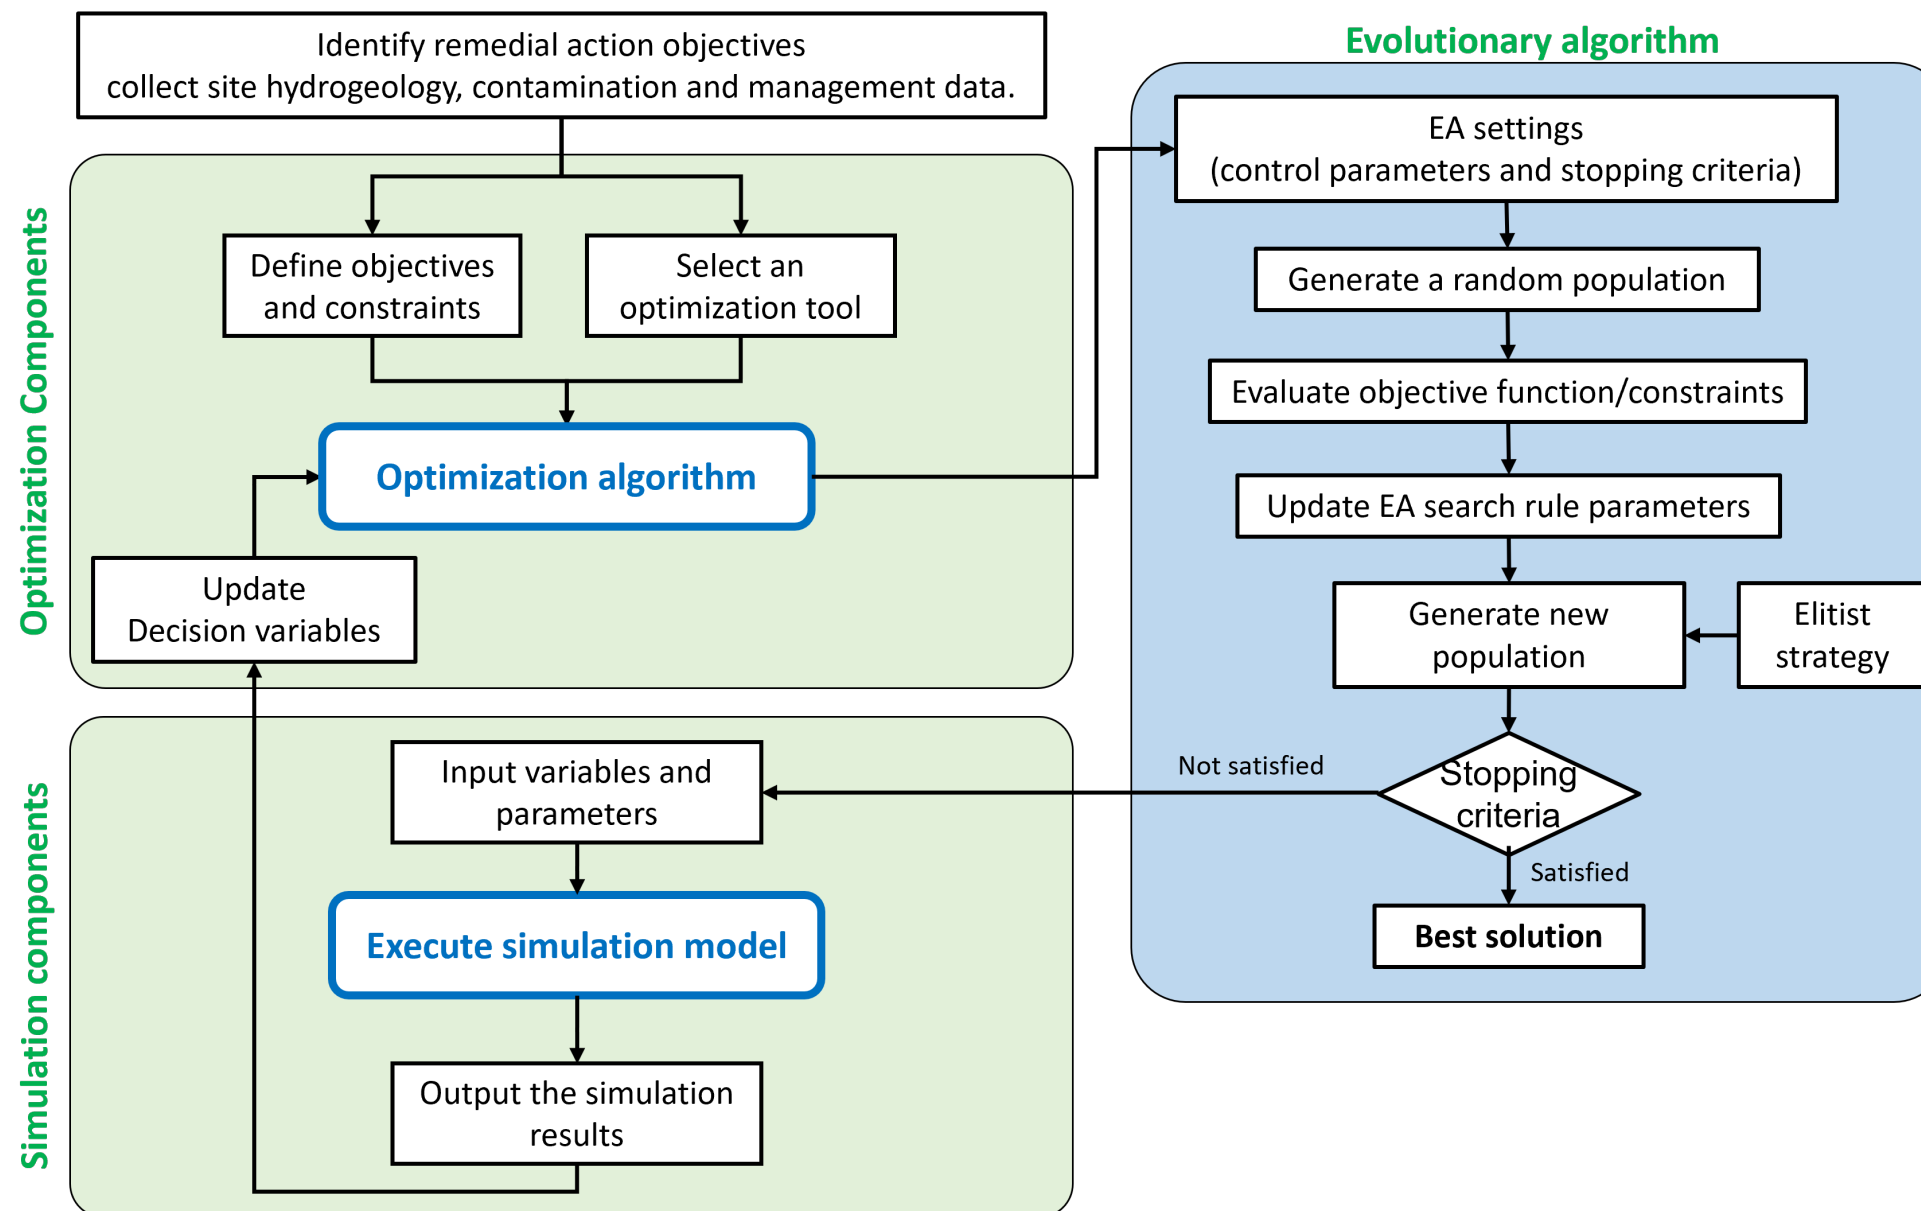 Identify remedial action objectives
collect site hydrogeology, contamination and management data.
Optimization Components
Define objectives
and constraints
Select an
optimization tool
Optimization algorithm
Update
Decision variables
Simulation components
Input variables and
parameters
Execute simulation model
Output the simulation
results
Evolutionary algorithm
EA settings
(control parameters and stopping criteria)
Generate a random population
Evaluate objective function/constraints
Update EA search rule parameters
Generate new
population
Elitist
strategy
Stopping
criteria
Not satisfied
Satisfied
Best solution